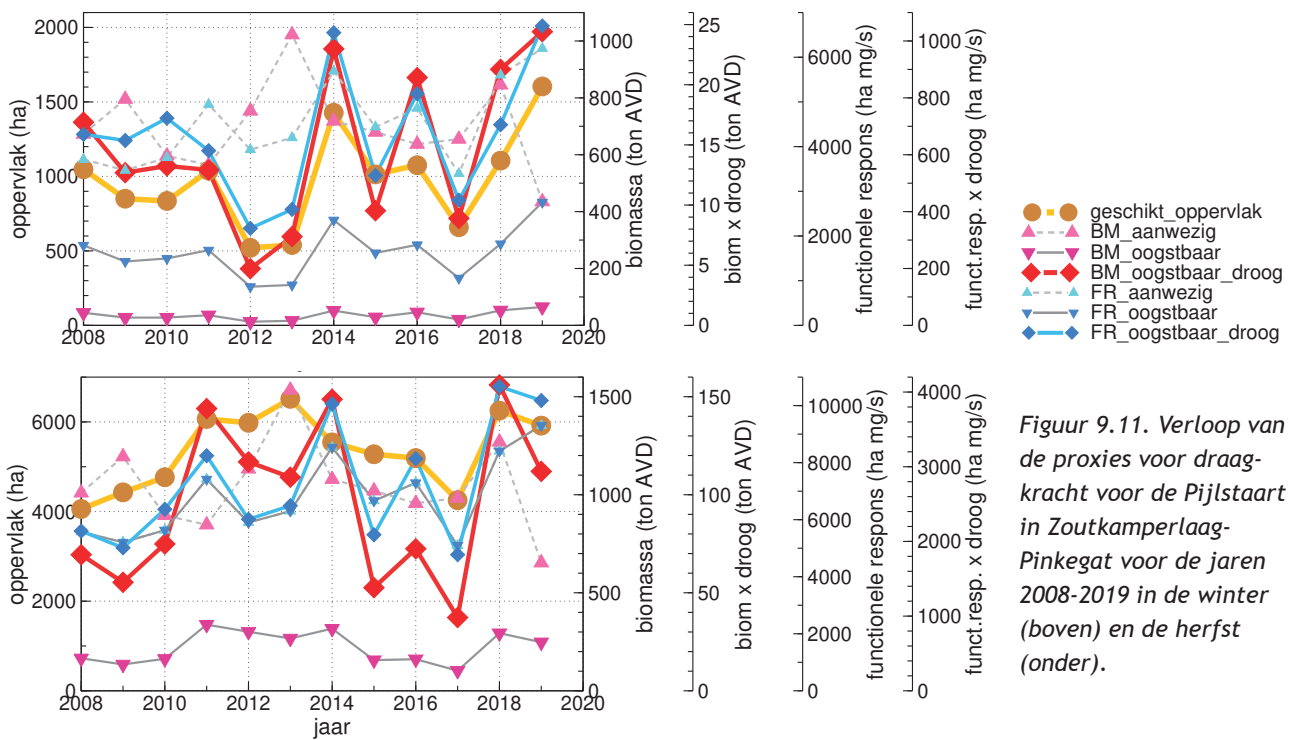 2000
1500
1000
500
0
oppervlak (ha)
2008
2010
2012
2014
2016
2018
2020
1000
800
600
400
200
0
biomassa (ton AVD)
25
20
15
10
5
0
biom x droog (ton AVD)
6000
4000
2000
0
functionele respons (ha mg/s)
1000
800
600
400
200
0
funct.resp. x droog (ha mg/s)
geschikt_oppervlak
BM_aanwezig
BM_oogstbaar
BM_oogstbaar_droog
FR_aanwezig
FR_oogstbaar
FR_oogstbaar_droog
6000
4000
2000
0
oppervlak (ha)
2008
2010
2012
2014
2016
2018
2020
jaar
1500
1000
500
0
biomassa (ton AVD)
150
100
50
0
biom x droog (ton AVD)
10000
8000
6000
4000
2000
0
functionele respons (ha mg/s)
4000
3000
2000
1000
0
funct.resp. x droog (ha mg/s)
Figuur 9.11. Verloop van
de proxies voor draag-
kracht voor de Pijlstaart
in Zoutkamperlaag-
Pinkegat voor de jaren
2008-2019 in de winter
(boven) en de herfst
(onder).